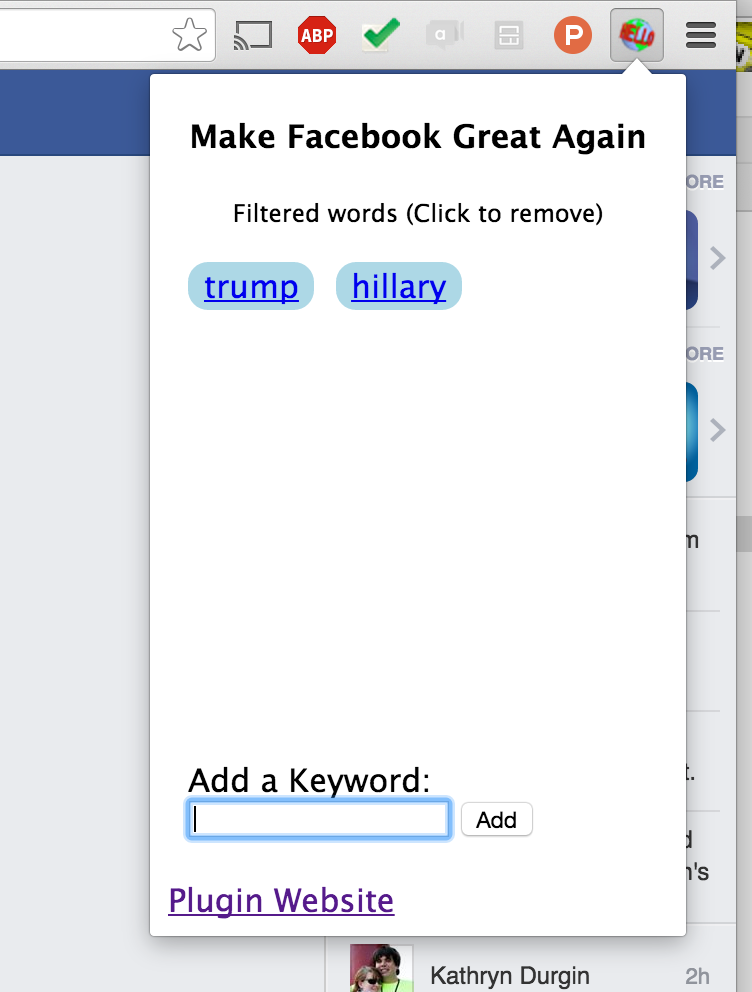 ABP
a
P
HELLO
Make Facebook Great Again
ORE
Filtered words (Click to remove)
trump hillary
ORE
m
t.
Add a Keyword:
Add
d
n's
Plugin Website
Kathryn Durgin 2h